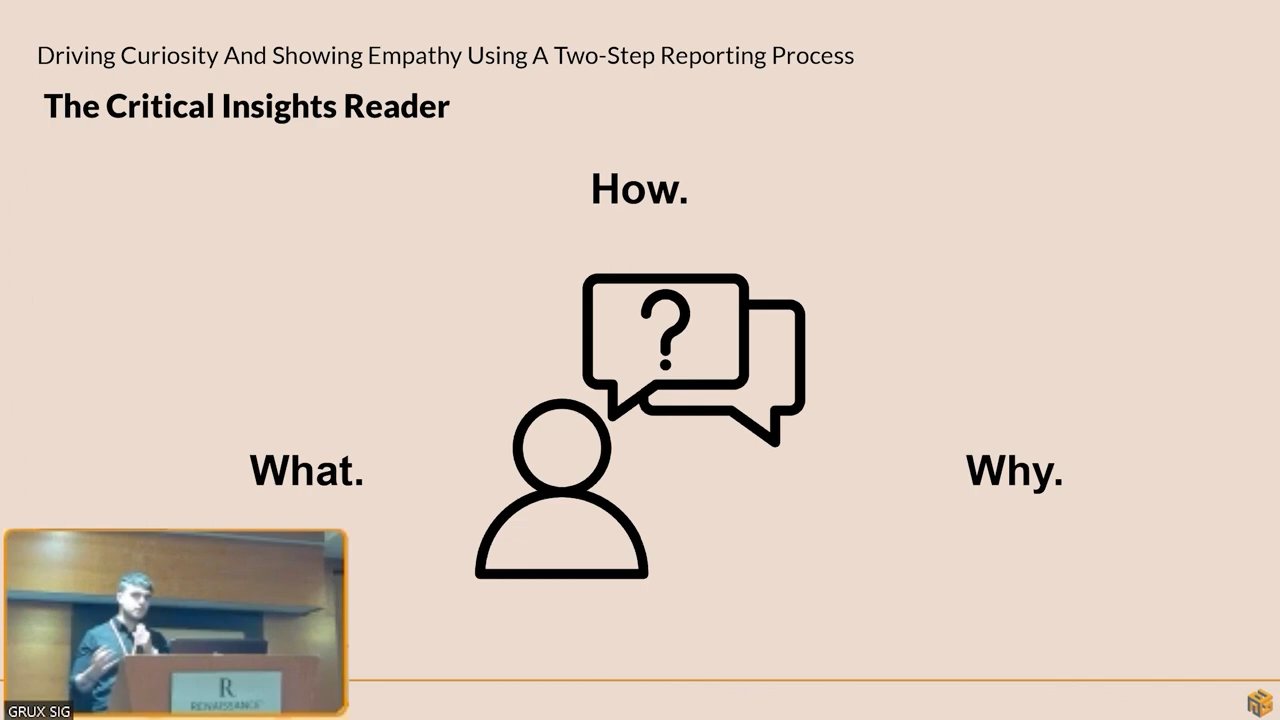 Driving Curiosity And Showing Empathy Using A Two-Step Reporting Process
The Critical Insights Reader
How.
?
What.
Why.
R
RENAISSANCE
GRUX SIG